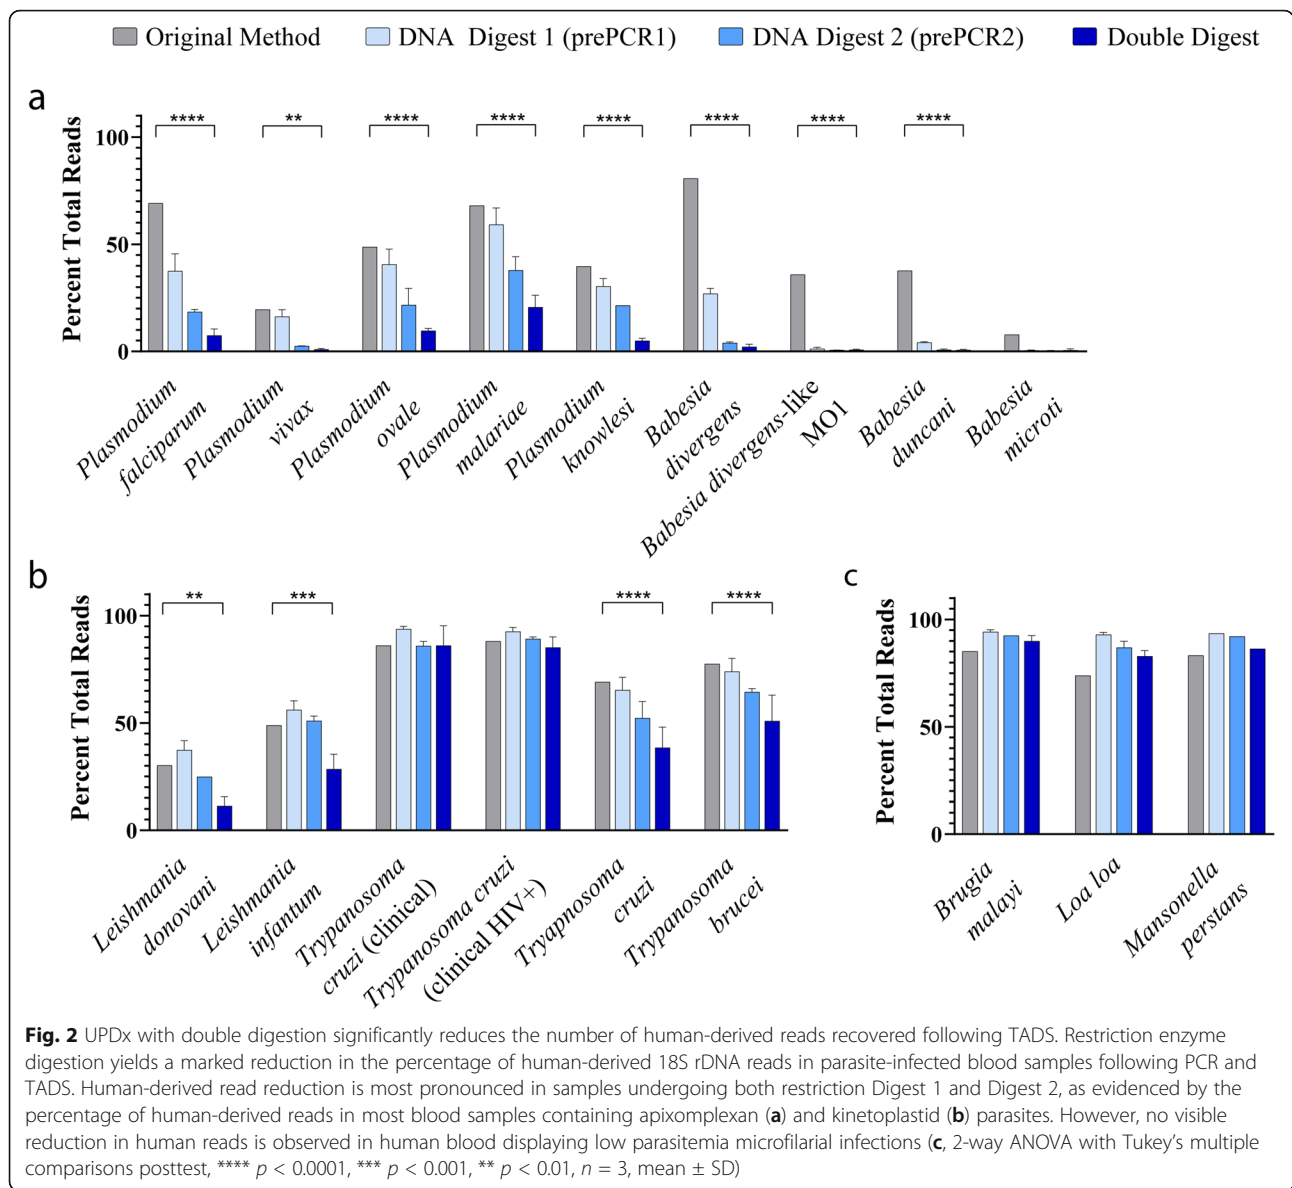 Original Method DNA Digest 1 (prePCR1) DNA Digest 2 (prePCR2) Double Digest
a
**** ** **** **** **** **** **** ****
100
50
0
Percent Total Reads
Plasmodium
falciparum
Plasmodium
vivax
Plasmodium
ovale
Plasmodium
malariae
Plasmodium
knowlesi
Babesia
divergens
Babesia divergens-like
MO1
Babesia
duncani
Babesia
microti
b
** *** **** ****
100
50
0
Percent Total Reads
Leishmania
donovani
Leishmania
infantum
Trypanosoma
cruzi (clinical)
Trypanosoma cruzi
(clinical HIV+)
Tryapnosoma
cruzi
Trypanosoma
brucei
c
100
50
0
Percent Total Reads
Brugia
malayi
Loa loa
Mansonella
perstans
Fig. 2 UPDx with double digestion significantly reduces the number of human-derived reads recovered following TADS. Restriction enzyme
digestion yields a marked reduction in the percentage of human-derived 18S rDNA reads in parasite-infected blood samples following PCR and
TADS. Human-derived read reduction is most pronounced in samples undergoing both restriction Digest 1 and Digest 2, as evidenced by the
percentage of human-derived reads in most blood samples containing apixomplexan (a) and kinetoplastid (b) parasites. However, no visible
reduction in human reads is observed in human blood displaying low parasitemia microfilarial infections (c, 2-way ANOVA with Tukey's multiple
comparisons posttest, **** p < 0.0001, *** p < 0.001, ** p < 0.01, n = 3, mean ± SD)